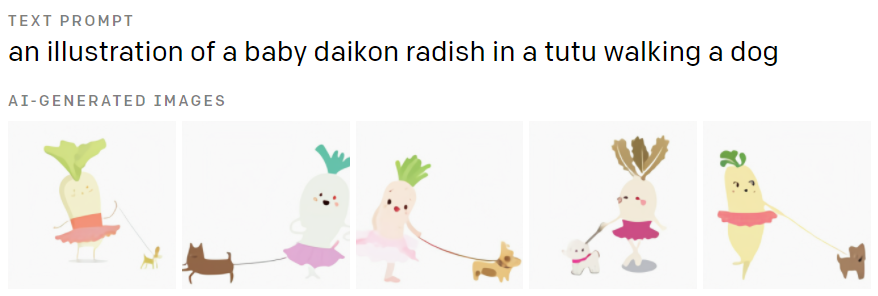 TEXT PROMPT
an illustration of a baby daikon radish in a tutu walking a dog
AI-GENERATED IMAGES